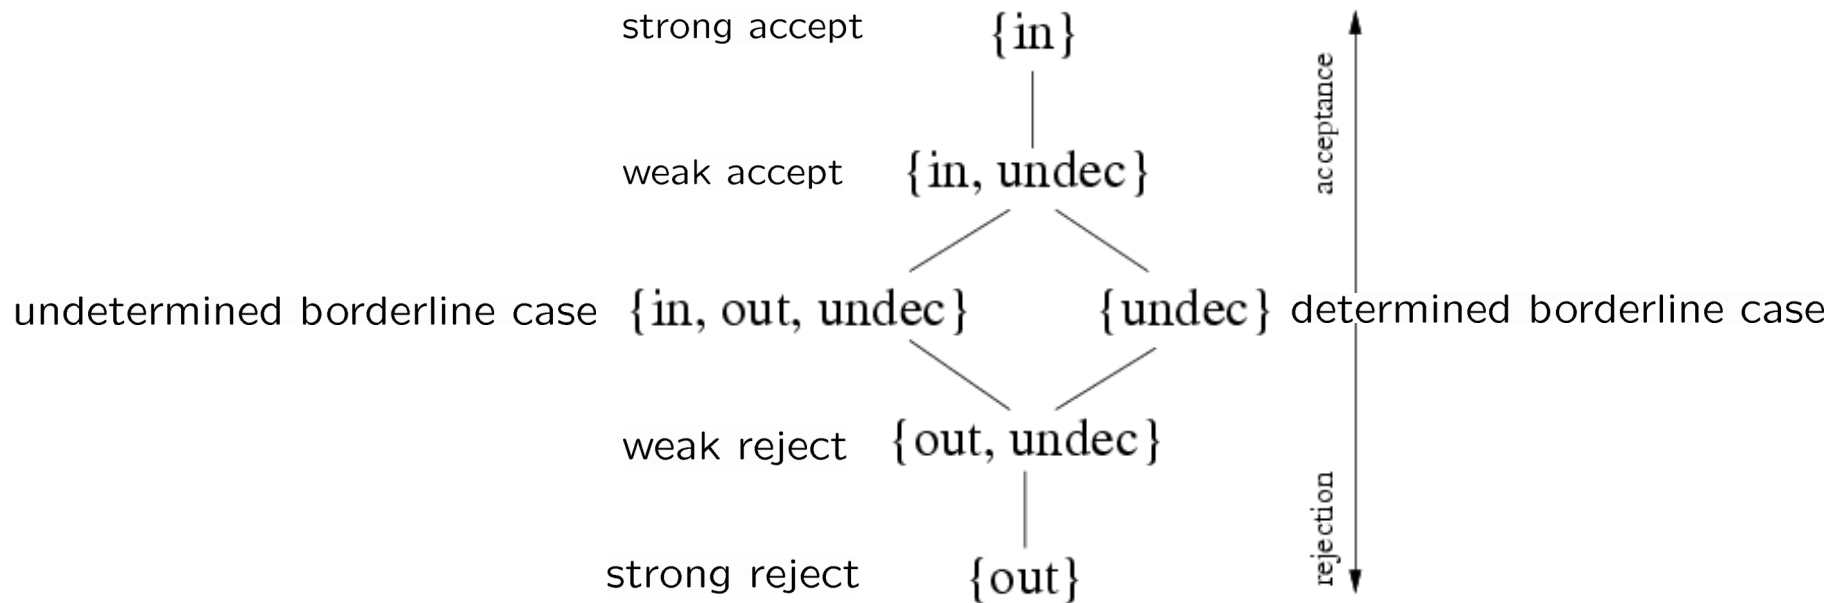 strong accept {in}
acceptance
weak accept {in, undec}
undetermined borderline case {in, out, undec} {undec} determined borderline case
weak reject {out, undec}
rejection
strong reject {out}